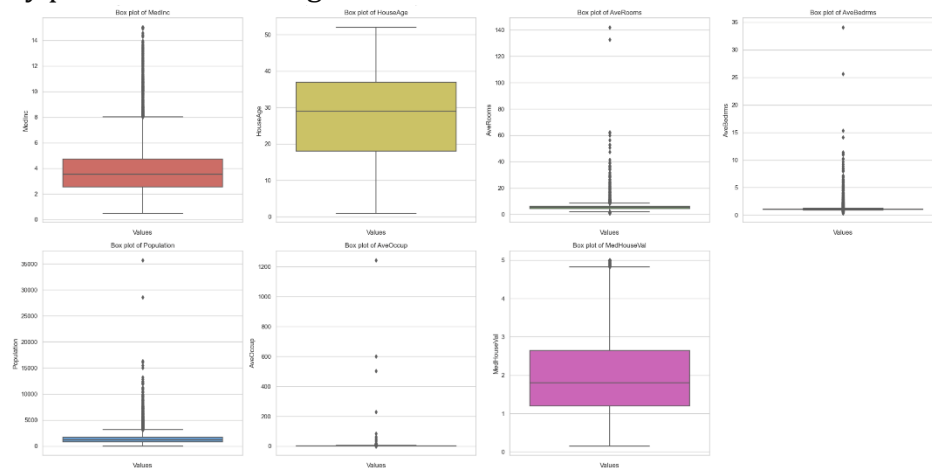 Box plot of MedInc
14
12
10
8
6
4
2
0
MedInc
Values
Box plot of HouseAge
50
40
30
20
10
0
HouseAge
Values
Box plot of AveRooms
140
120
100
80
60
40
20
0
AveRooms
Values
Box plot of AveBedrms
35
30
25
20
15
10
5
0
AveBedrms
Values
Box plot of Population
35000
30000
25000
20000
15000
10000
5000
0
Population
Values
Box plot of AveOccup
1200
1000
800
600
400
200
0
AveOccup
Values
Box plot of MedHouseVal
5
4
3
2
1
0
MedHouseVal
Values